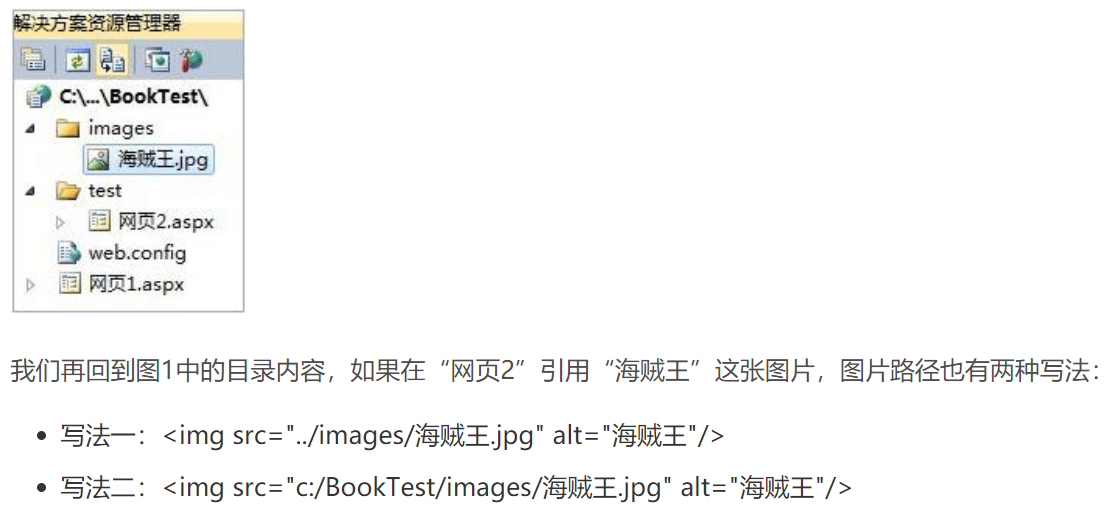 解决方案资源管理器
C:\...\BookTest\
images
海贼王.jpg
test
网页2.aspx
web.config
网页1.aspx
我们再回到图1中的目录内容，如果在“网页2”引用“海贼王”这张图片，图片路径也有两种写法：
• 写法一：<img src="../images/海贼王.jpg" alt="海贼王"/>
• 写法二：<img src="c:/BookTest/images/海贼王.jpg" alt="海贼王"/>